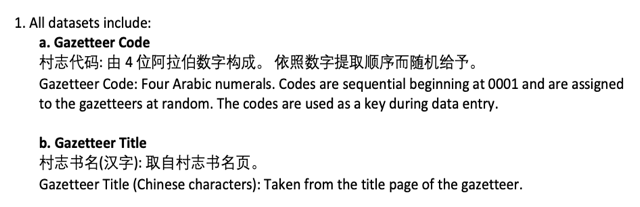 1. All datasets include:
a. Gazetteer Code
村志代码: 由 4 位阿拉伯数字构成。 依照数字提取顺序而随机给予。
Gazetteer Code: Four Arabic numerals. Codes are sequential beginning at 0001 and are assigned
to the gazetteers at random. The codes are used as a key during data entry.
b. Gazetteer Title
村志书名(汉字): 取自村志书名页。
Gazetteer Title (Chinese characters): Taken from the title page of the gazetteer.